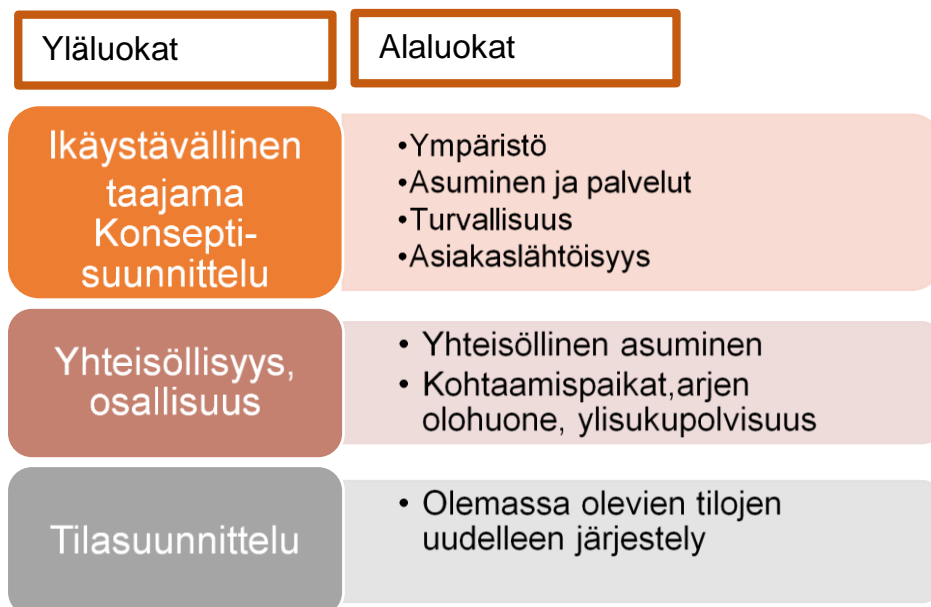 Yläluokat
Alaluokat
Ikäystävällinen
taajama
Konsepti-
suunnittelu
•Ympäristö
•Asuminen ja palvelut
•Turvallisuus
•Asiakaslähtöisyys
Yhteisöllisyys,
osallisuus
• Yhteisöllinen asuminen
• Kohtaamispaikat,arjen
olohuone, ylisukupolvisuus
Tilasuunnittelu
• Olemassa olevien tilojen
uudelleen järjestely